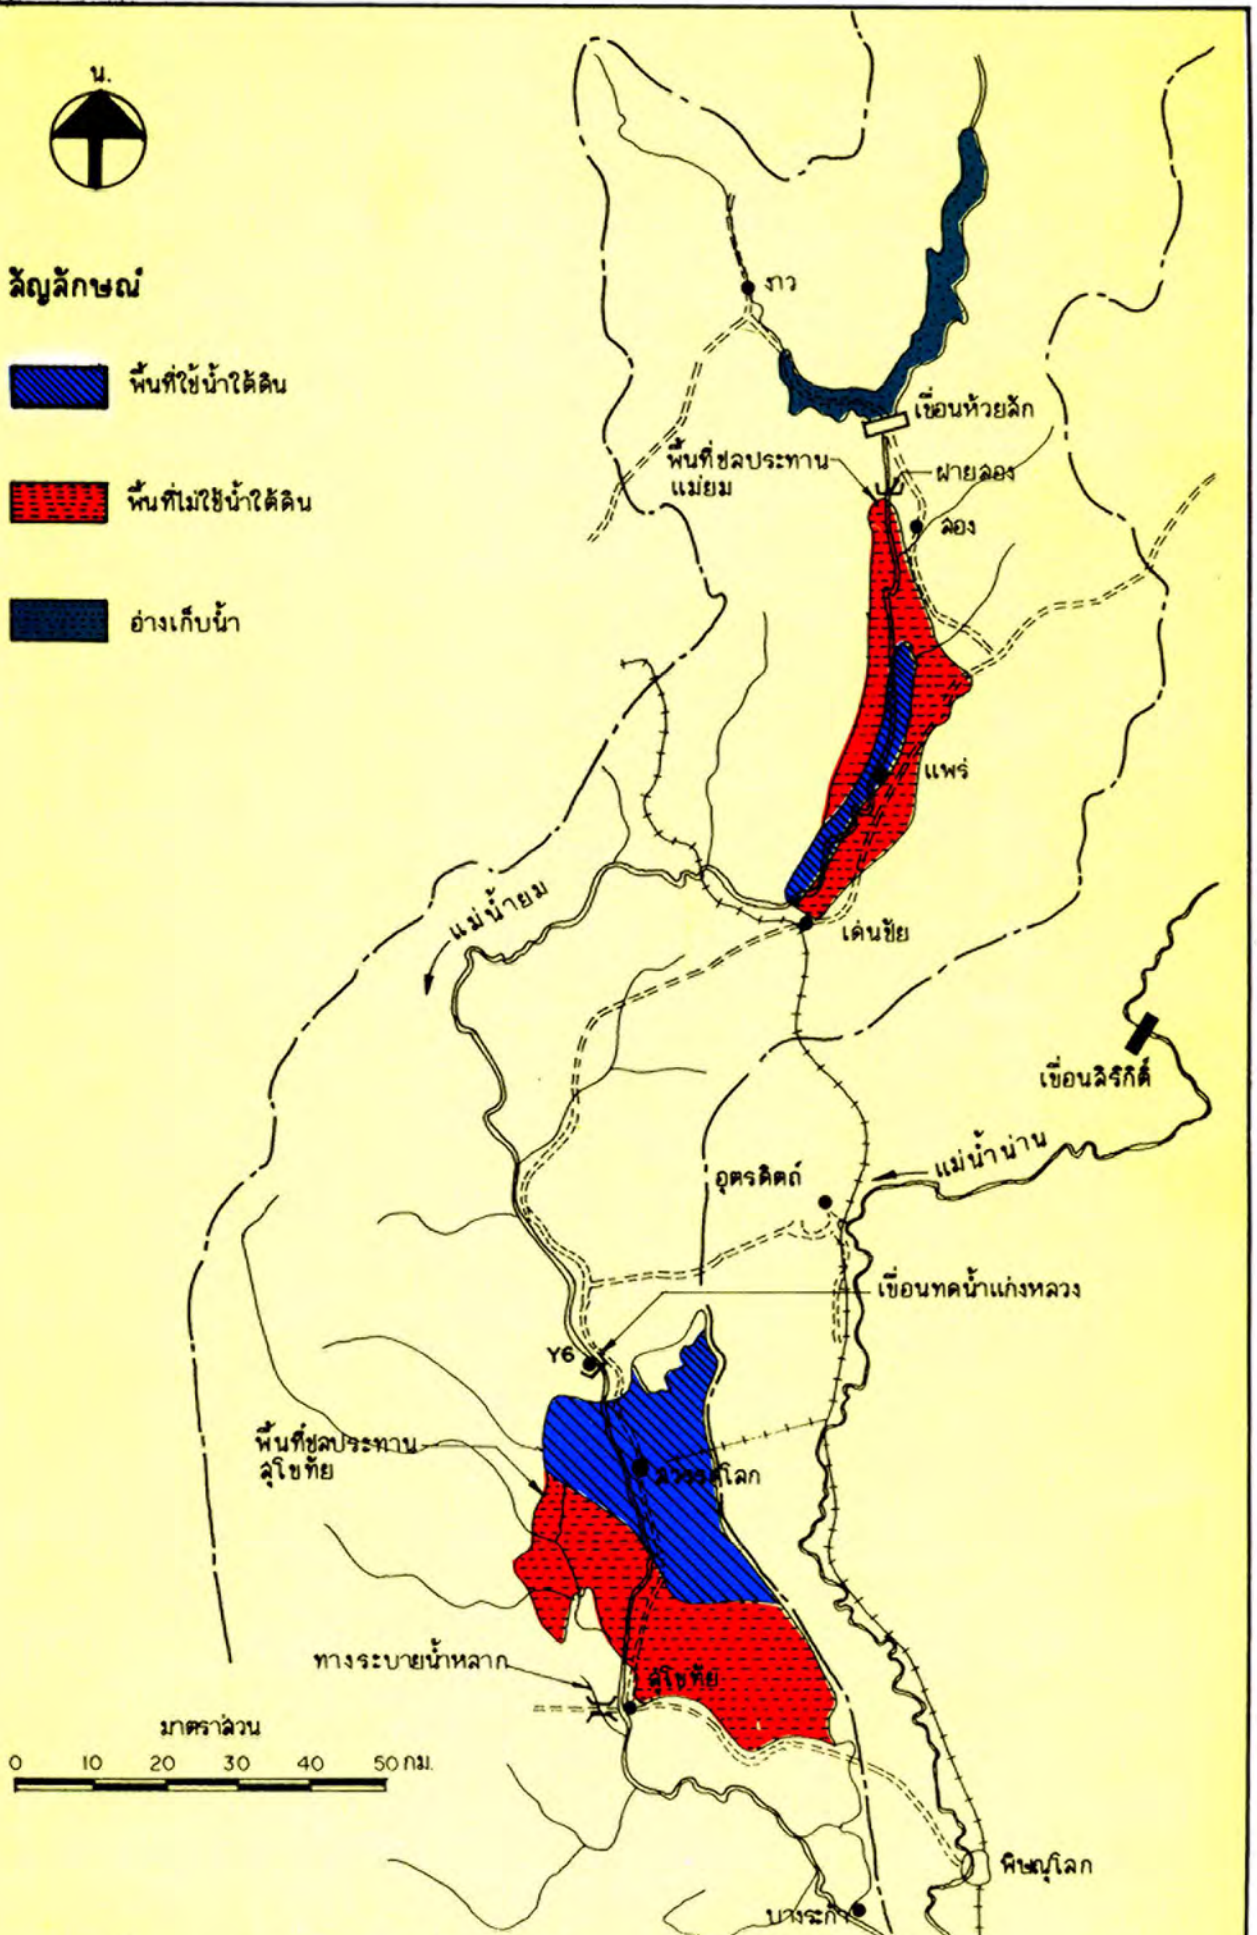 น.
สัญลักษณ์
พื้นที่ใช้น้ำใต้ดิน
พื้นที่ไม่ใช้น้ำใต้ดิน
อ่างเก็บน้ำ
งาว
เขื่อนห้วยสัก
พื้นที่ชลประทาน
แม่ยม
ฝายลอง
ลอง
แพร่
แม่น้ำยม
เด่นชัย
เขื่อนสิริกิติ์
แม่น้ำน่าน
อุตรดิตถ์
เขื่อนทดน้ำแก่งหลวง
Y6
พื้นที่ชลประทาน
สุโขทัย
สวรรคโลก
ทางระบายน้ำหลาก
สุโขทัย
มาตราส่วน
0 10 20 30 40 50 กม.
พิษณุโลก
บางระกำ